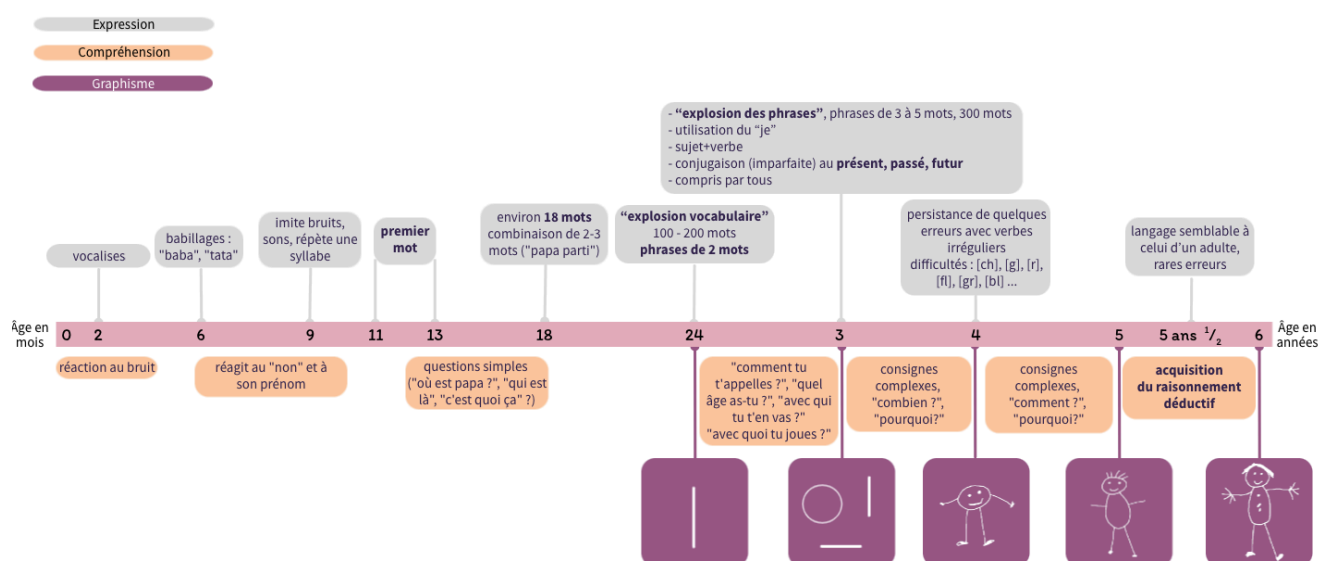 Expression
Compréhension
Graphisme
- “explosion des phrases”, phrases de 3 à 5 mots, 300 mots
- utilisation du “je”
- sujet+verbe
- conjugaison (imparfaite) au présent, passé, futur
- compris par tous
vocalises
babillages :
"baba", "tata"
imite bruits,
sons, répète une
syllabe
premier
mot
environ 18 mots
combinaison de 2-3
mots ("papa parti")
“explosion vocabulaire”
100 - 200 mots
phrases de 2 mots
persistance de quelques
erreurs avec verbes
irréguliers
difficultés : [ch], [g], [r],
[fl], [gr], [bl] ...
langage semblable à
celui d’un adulte,
rares erreurs
Âge en
mois
0 2 6 9 11 13 18 24 3 4 5 5 ans 1/2 6
Âge en
années
réaction au bruit
réagit au "non" et à
son prénom
questions simples
("où est papa ?", "qui est
là", "c'est quoi ça" ?)
"comment tu
t'appelles ?", "quel
âge as-tu ?", "avec qui
tu t'en vas ?"
"avec quoi tu joues ?"
consignes
complexes,
"combien ?",
"pourquoi?"
consignes
complexes,
"comment ?",
"pourquoi?"
acquisition
du raisonnement
déductif